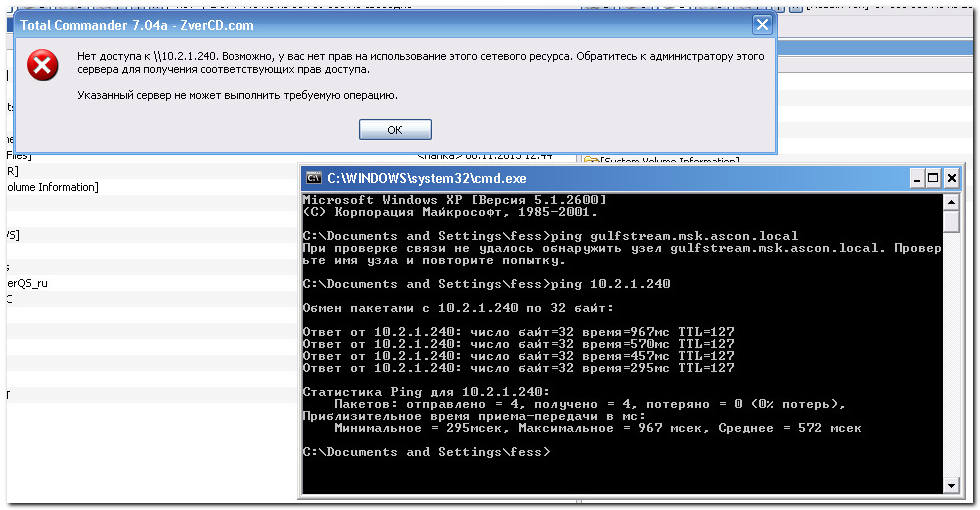 Total Commander 7.04a - ZverCD.com
Нет доступа к \\10.2.1.240. Возможно, у вас нет прав на использование этого сетевого ресурса. Обратитесь к администратору этого
сервера для получения соответствующих прав доступа.
Указанный сервер не может выполнить требуемую операцию.
OK
Files]
<папка> 06.11.2013 12:44
[System Volume Information]
R]
olume Information]
S]
erQS_ru
C
T
C:\WINDOWS\system32\cmd.exe
Microsoft Windows XP [Версия 5.1.2600]
(С) Корпорация Майкрософт, 1985-2001.
C:\Documents and Settings\fess>ping gulfstream.msk.ascon.local
При проверке связи не удалось обнаружить узел gulfstream.msk.ascon.local. Провер
ьте имя узла и повторите попытку.
C:\Documents and Settings\fess>ping 10.2.1.240
Обмен пакетами с 10.2.1.240 по 32 байт:
Ответ от 10.2.1.240: число байт=32 время=967мс TTL=127
Ответ от 10.2.1.240: число байт=32 время=570мс TTL=127
Ответ от 10.2.1.240: число байт=32 время=457мс TTL=127
Ответ от 10.2.1.240: число байт=32 время=295мс TTL=127
Статистика Ping для 10.2.1.240:
Пакетов: отправлено = 4, получено = 4, потеряно = 0 (0% потерь),
Приблизительное время приема-передачи в мс:
Минимальное = 295мсек, Максимальное = 967 мсек, Среднее = 572 мсек
C:\Documents and Settings\fess>